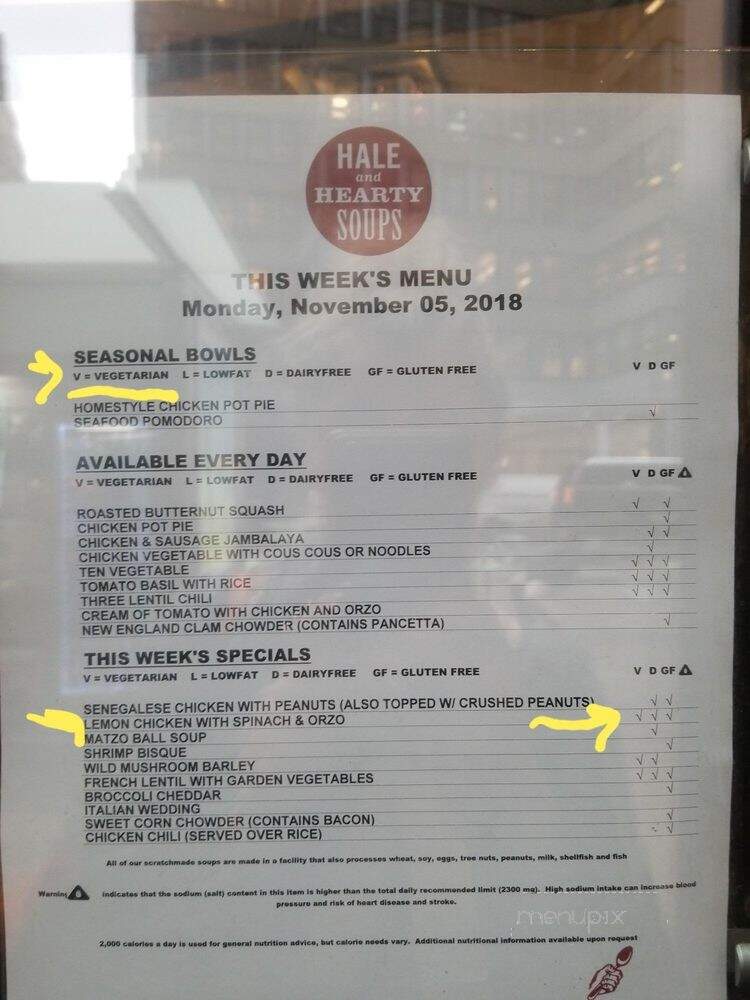 HALE
and
HEARTY
SOUPS
THIS WEEK'S MENU
Monday, November 05, 2018
SEASONAL BOWLS
V = VEGETARIAN L = LOWFAT D = DAIRYFREE GF = GLUTEN FREE V D GF
HOMESTYLE CHICKEN POT PIE
SEAFOOD POMODORO √
AVAILABLE EVERY DAY
V = VEGETARIAN L = LOWFAT D = DAIRYFREE GF = GLUTEN FREE V D GF
ROASTED BUTTERNUT SQUASH √ √
CHICKEN POT PIE √
CHICKEN & SAUSAGE JAMBALAYA √ √
CHICKEN VEGETABLE WITH COUS COUS OR NOODLES √
TEN VEGETABLE √ √ √
TOMATO BASIL WITH RICE √ √ √
THREE LENTIL CHILI √ √ √
CREAM OF TOMATO WITH CHICKEN AND ORZO
NEW ENGLAND CLAM CHOWDER (CONTAINS PANCETTA) √
THIS WEEK'S SPECIALS
V = VEGETARIAN L = LOWFAT D = DAIRYFREE GF = GLUTEN FREE V D GF
SENEGALESE CHICKEN WITH PEANUTS (ALSO TOPPED W/ CRUSHED PEANUTS) √ √
LEMON CHICKEN WITH SPINACH & ORZO √ √ √
MATZO BALL SOUP √
SHRIMP BISQUE √
WILD MUSHROOM BARLEY √ √
FRENCH LENTIL WITH GARDEN VEGETABLES √ √ √
BROCCOLI CHEDDAR √
ITALIAN WEDDING
SWEET CORN CHOWDER (CONTAINS BACON) √
CHICKEN CHILI (SERVED OVER RICE) √
All of our scratchmade soups are made in a facility that also processes wheat, soy, eggs, tree nuts, peanuts, milk, shellfish and fish
Warning indicates that the sodium (salt) content in this item is higher than the total daily recommended limit (2300 mg). High sodium intake can increase blood
pressure and risk of heart disease and stroke.
menupix
2,000 calories a day is used for general nutrition advice, but calorie needs vary. Additional nutritional information available upon request